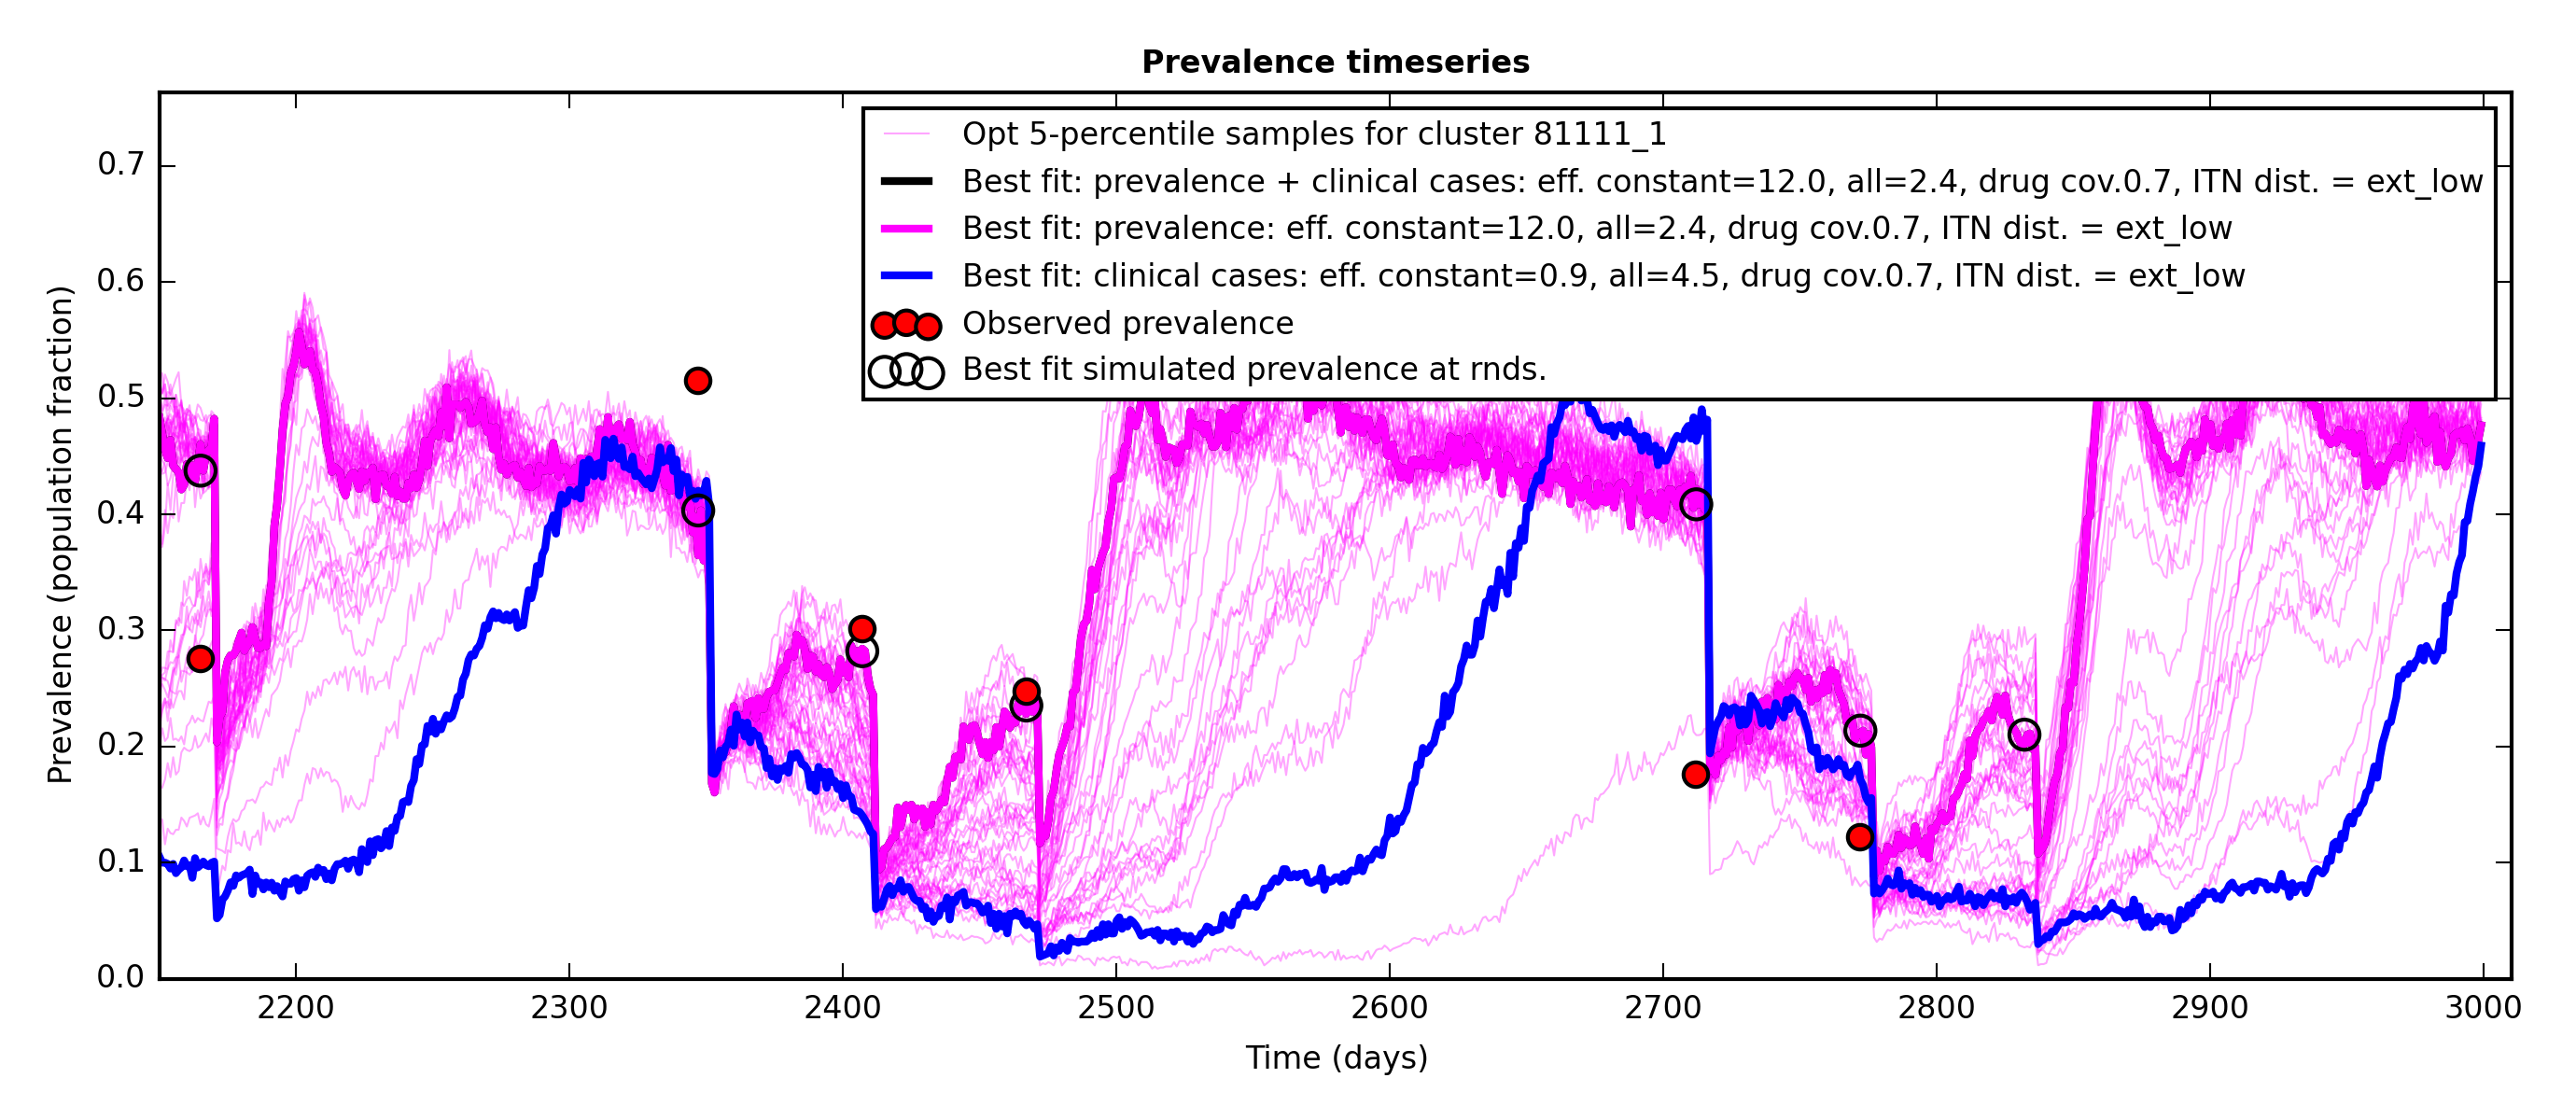 Prevalence timeseries
Opt 5-percentile samples for cluster 81111_1
Best fit: prevalence + clinical cases: eff. constant=12.0, all=2.4, drug cov.0.7, ITN dist. = ext_low
Best fit: prevalence: eff. constant=12.0, all=2.4, drug cov.0.7, ITN dist. = ext_low
Best fit: clinical cases: eff. constant=0.9, all=4.5, drug cov.0.7, ITN dist. = ext_low
Observed prevalence
Best fit simulated prevalence at rnds.
Prevalence (population fraction)
0.7
0.6
0.5
0.4
0.3
0.2
0.1
0.0
2200 2300 2400 2500 2600 2700 2800 2900 3000
Time (days)